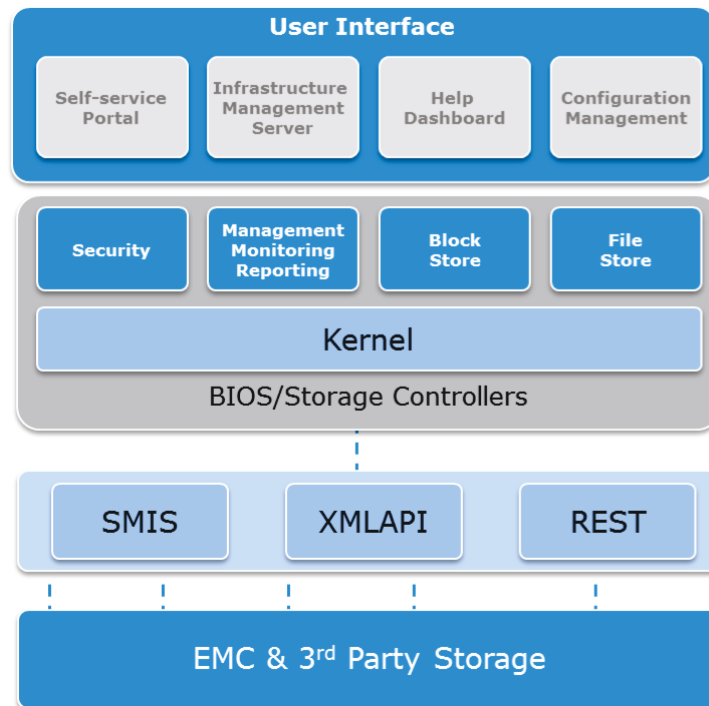 User Interface
Self-service
Portal
Infrastructure
Management
Server
Help
Dashboard
Configuration
Management
Security
Management
Monitoring
Reporting
Block
Store
File
Store
Kernel
BIOS/Storage Controllers
SMIS
XMLAPI
REST
EMC & 3rd Party Storage